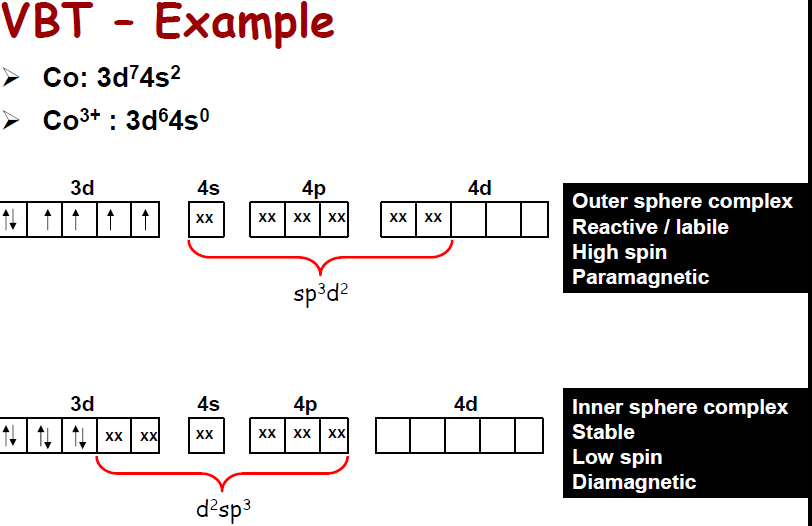 VBT – Example
➢ Co: 3d⁷4s²
➢ Co³⁺ : 3d⁶4s⁰
3d 4s 4p 4d
↑↓ ↑ ↑ ↑ ↑ xx xx xx xx xx xx
sp³d²
Outer sphere complex
Reactive / labile
High spin
Paramagnetic
3d 4s 4p 4d
↑↓ ↑↓ ↑↓ xx xx xx xx xx xx
d²sp³
Inner sphere complex
Stable
Low spin
Diamagnetic